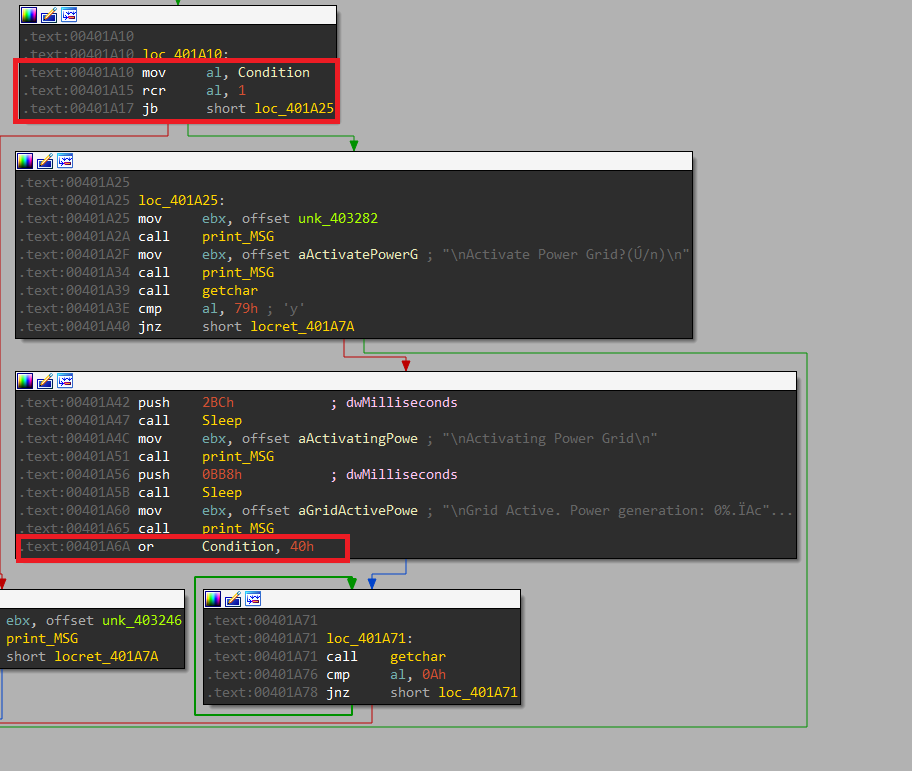 .text:00401A10
.text:00401A10 loc_401A10:
.text:00401A10 mov al, Condition
.text:00401A15 rcr al, 1
.text:00401A17 jb short loc_401A25
.text:00401A25
.text:00401A25 loc_401A25:
.text:00401A25 mov ebx, offset unk_403282
.text:00401A2A call print_MSG
.text:00401A2F mov ebx, offset aActivatePowerG ; "\nActivate Power Grid?(Ú/n)\n"
.text:00401A34 call print_MSG
.text:00401A39 call getchar
.text:00401A3E cmp al, 79h ; 'y'
.text:00401A40 jnz short locret_401A7A
.text:00401A42 push 2BCh ; dwMilliseconds
.text:00401A47 call Sleep
.text:00401A4C mov ebx, offset aActivatingPowe ; "\nActivating Power Grid\n"
.text:00401A51 call print_MSG
.text:00401A56 push 0BB8h ; dwMilliseconds
.text:00401A5B call Sleep
.text:00401A60 mov ebx, offset aGridActivePowe ; "\nGrid Active. Power generation: 0%.ÏAc"...
.text:00401A65 call print_MSG
.text:00401A6A or Condition, 40h
ebx, offset unk_403246
print_MSG
short locret_401A7A
.text:00401A71
.text:00401A71 loc_401A71:
.text:00401A71 call getchar
.text:00401A76 cmp al, 0Ah
.text:00401A78 jnz short loc_401A71